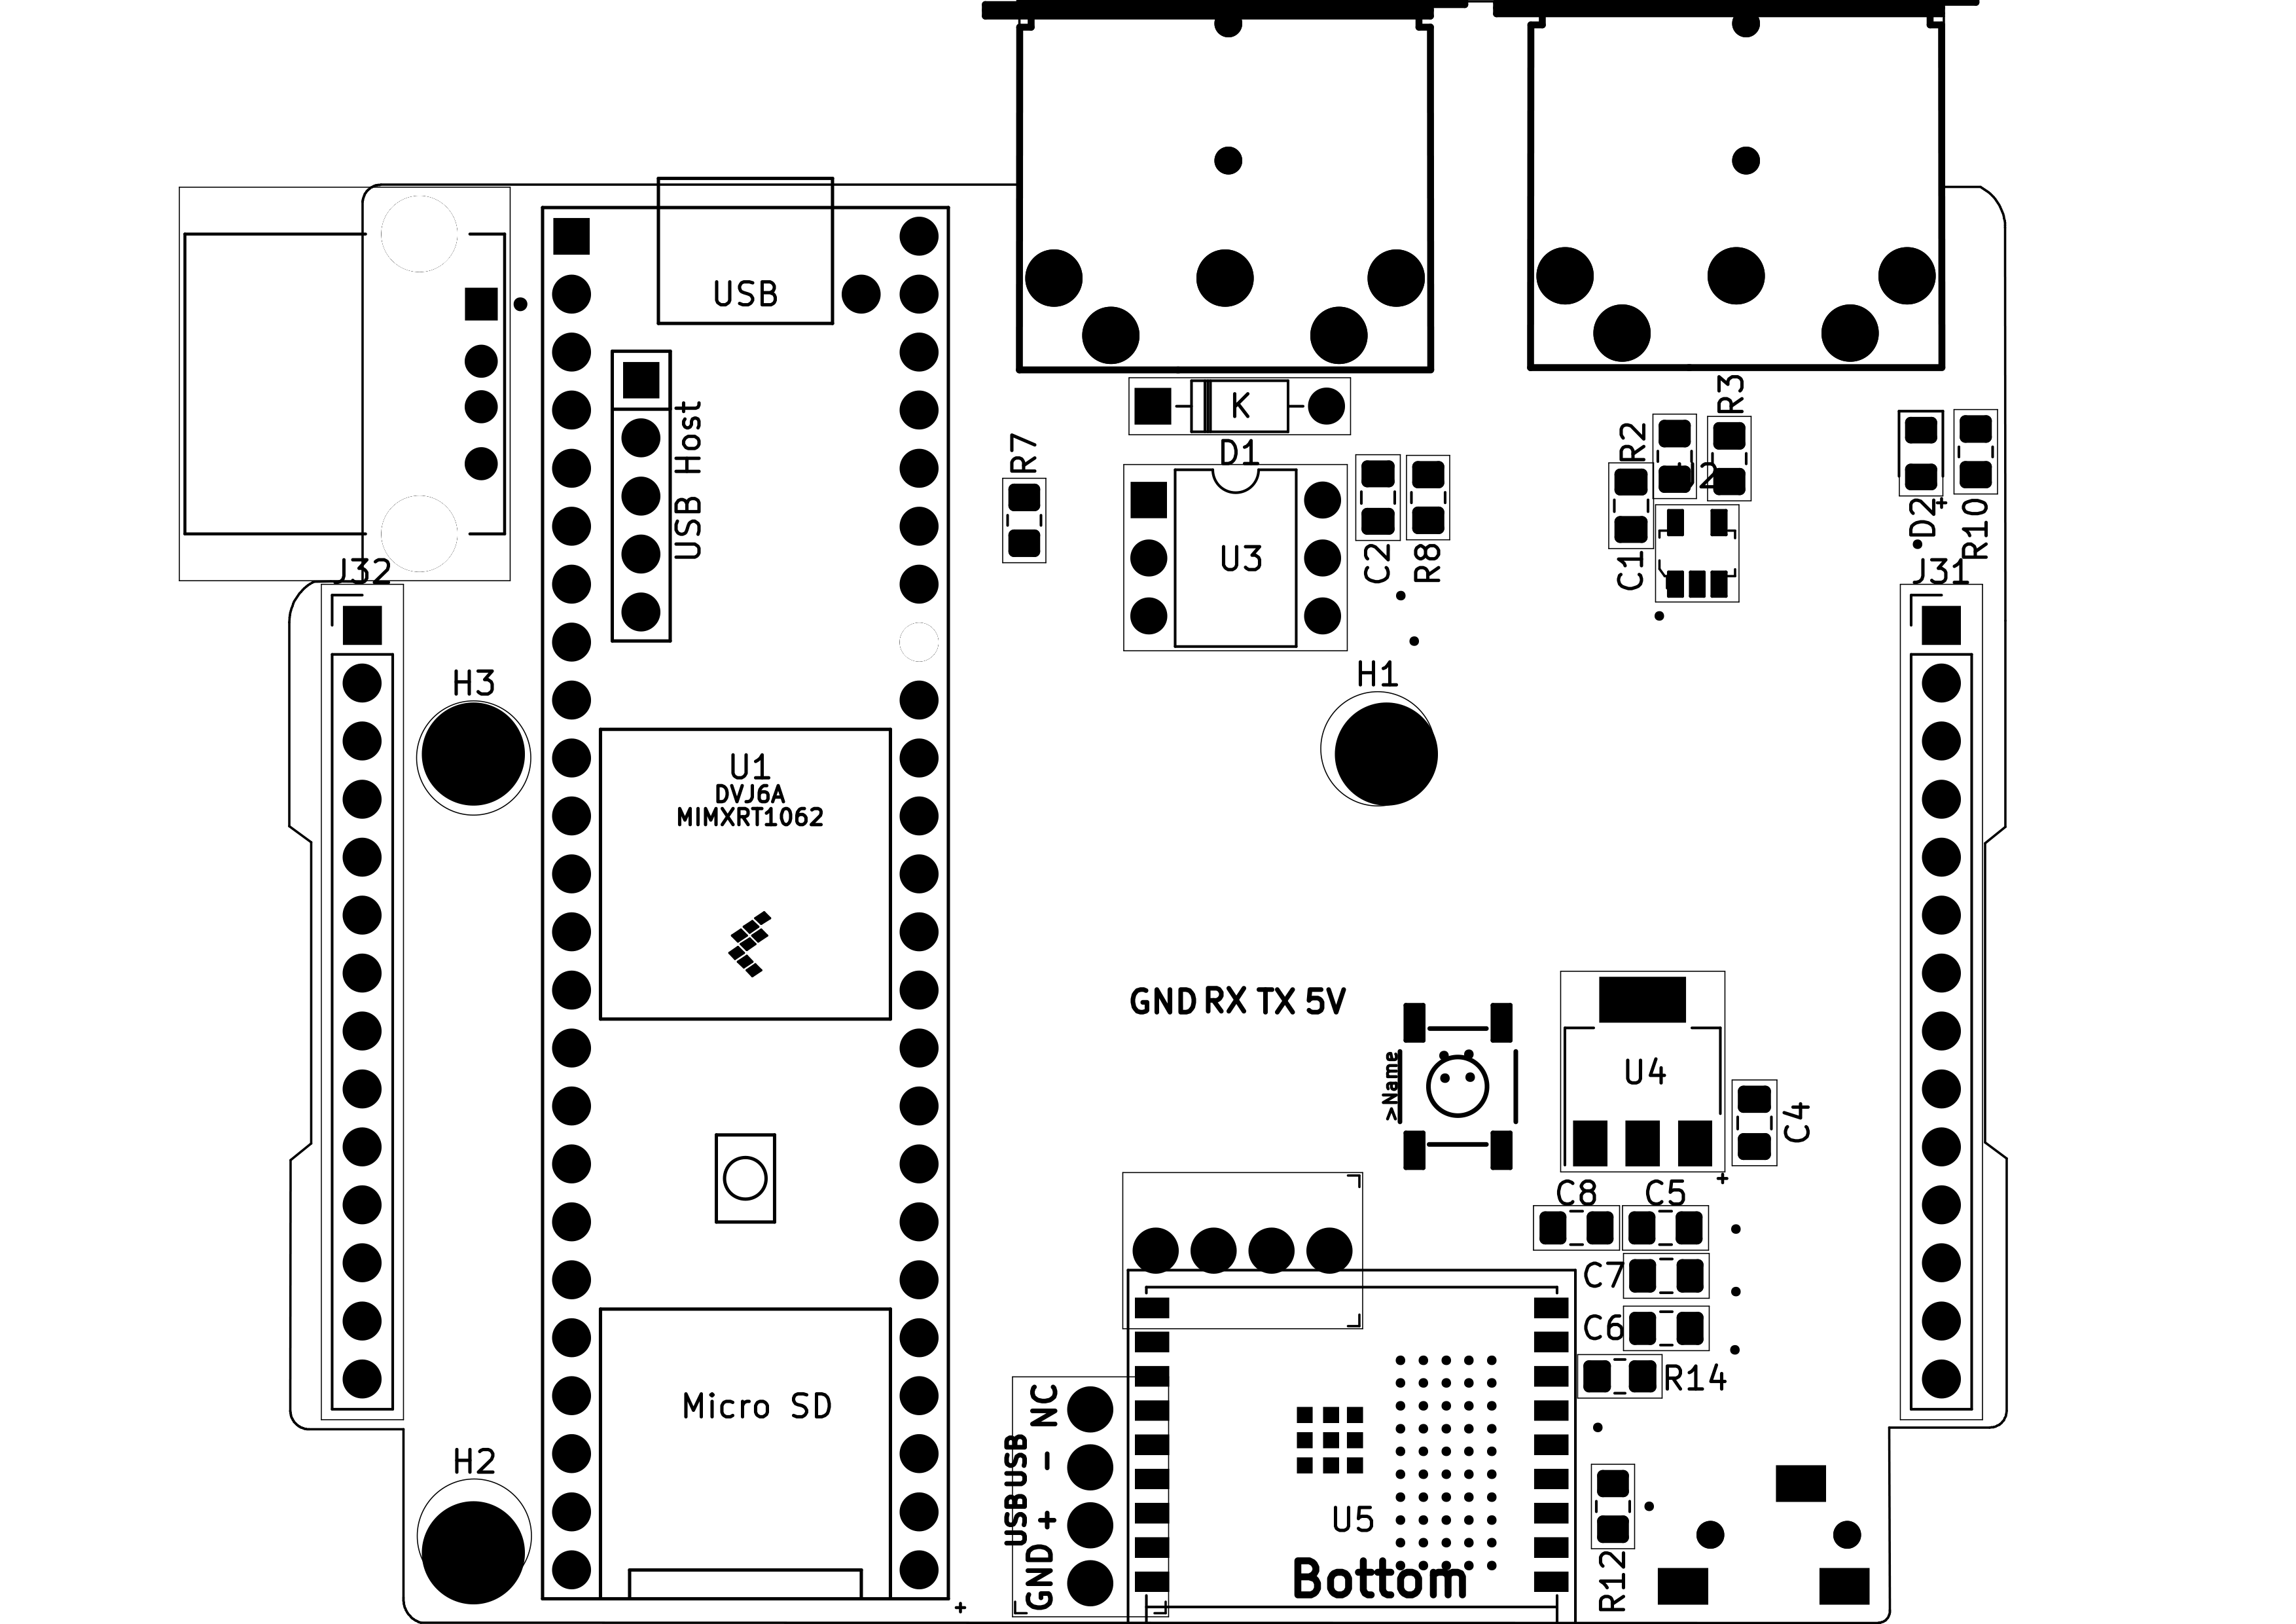 USB
K
R3
R7
D1
USB Host
R2
U3
C2
R8
C1
D2
+
R10
J32
J31
H3
H1
U1
DVJ6A
MIMXRT1062
GND RX TX 5V
>Name
U4
C4
+
C8
C5
C7
C6
R14
Micro SD
NC
USB -
USB +
GND
H2
U5
Bottom
R12
+